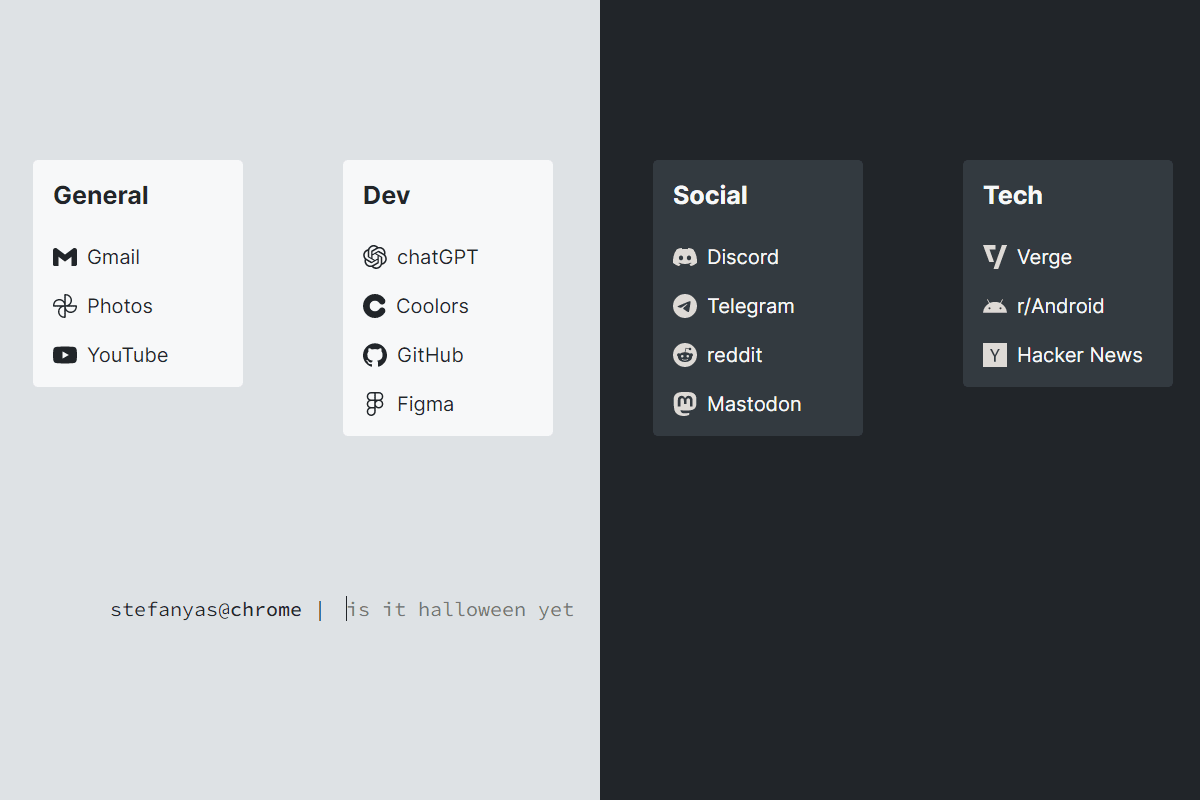 General
Gmail
Photos
YouTube
Dev
chatGPT
Coolors
GitHub
Figma
Social
Discord
Telegram
reddit
Mastodon
Tech
Verge
r/Android
Hacker News
stefanyas@chrome | is it halloween yet